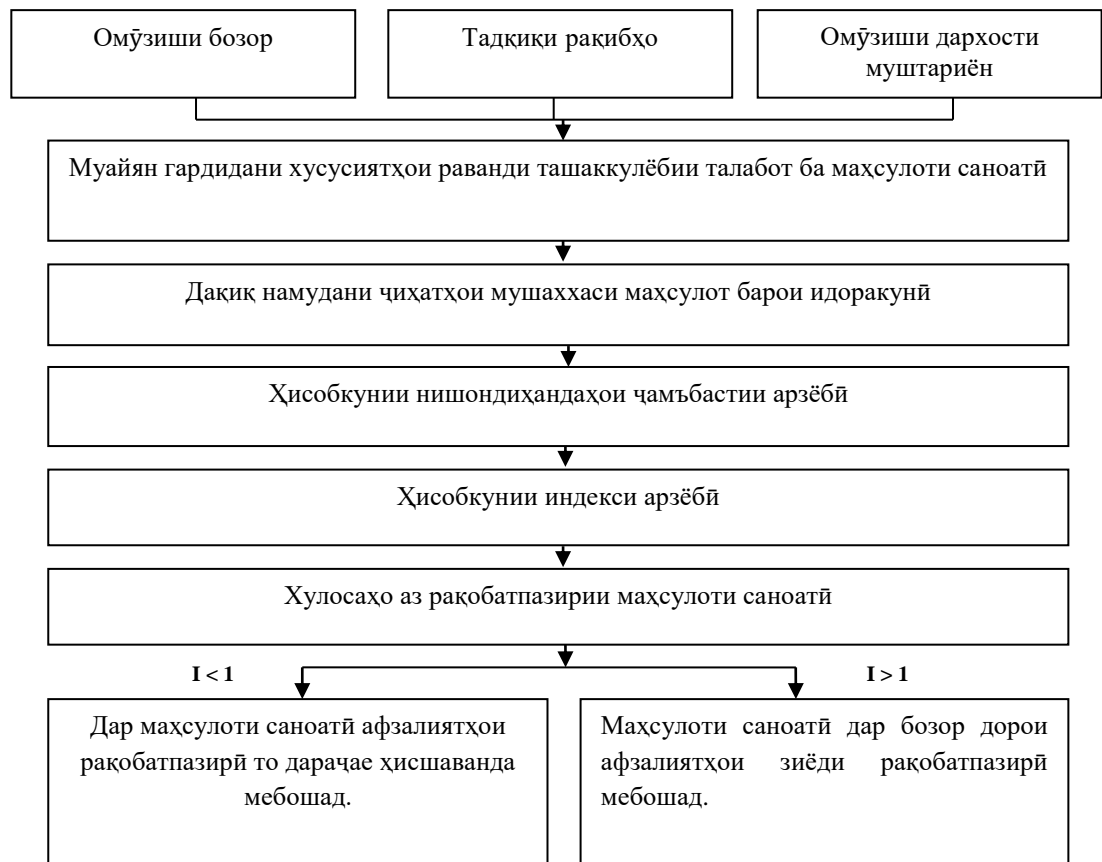 Омӯзиши бозор
Тадқиқи рақибҳо
Омӯзиши дархости
муштариён
Муайян гардидани хусусиятҳои раванди ташаккулёбии талабот ба маҳсулоти саноатӣ
Дақиқ намудани ҷиҳатҳои мушаххаси маҳсулот барои идоракунӣ
Ҳисобкунии нишондиҳандаҳои ҷамъбастии арзёбӣ
Ҳисобкунии индекси арзёбӣ
Хулосаҳо аз рақобатпазирии маҳсулоти саноатӣ
I < 1
I > 1
Дар маҳсулоти саноатӣ афзалиятҳои
рақобатпазирӣ то дараҷае ҳисшаванда
мебошад.
Маҳсулоти саноатӣ дар бозор дорои
афзалиятҳои зиёди рақобатпазирӣ
мебошад.